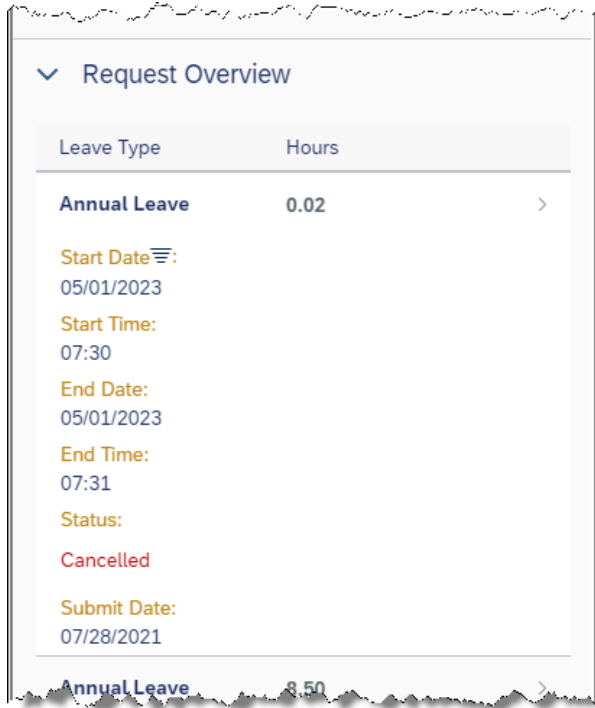 Request Overview
Leave Type Hours
Annual Leave 0.02
Start Date:
05/01/2023
Start Time:
07:30
End Date:
05/01/2023
End Time:
07:31
Status:
Cancelled
Submit Date:
07/28/2021
Annual Leave 8.50